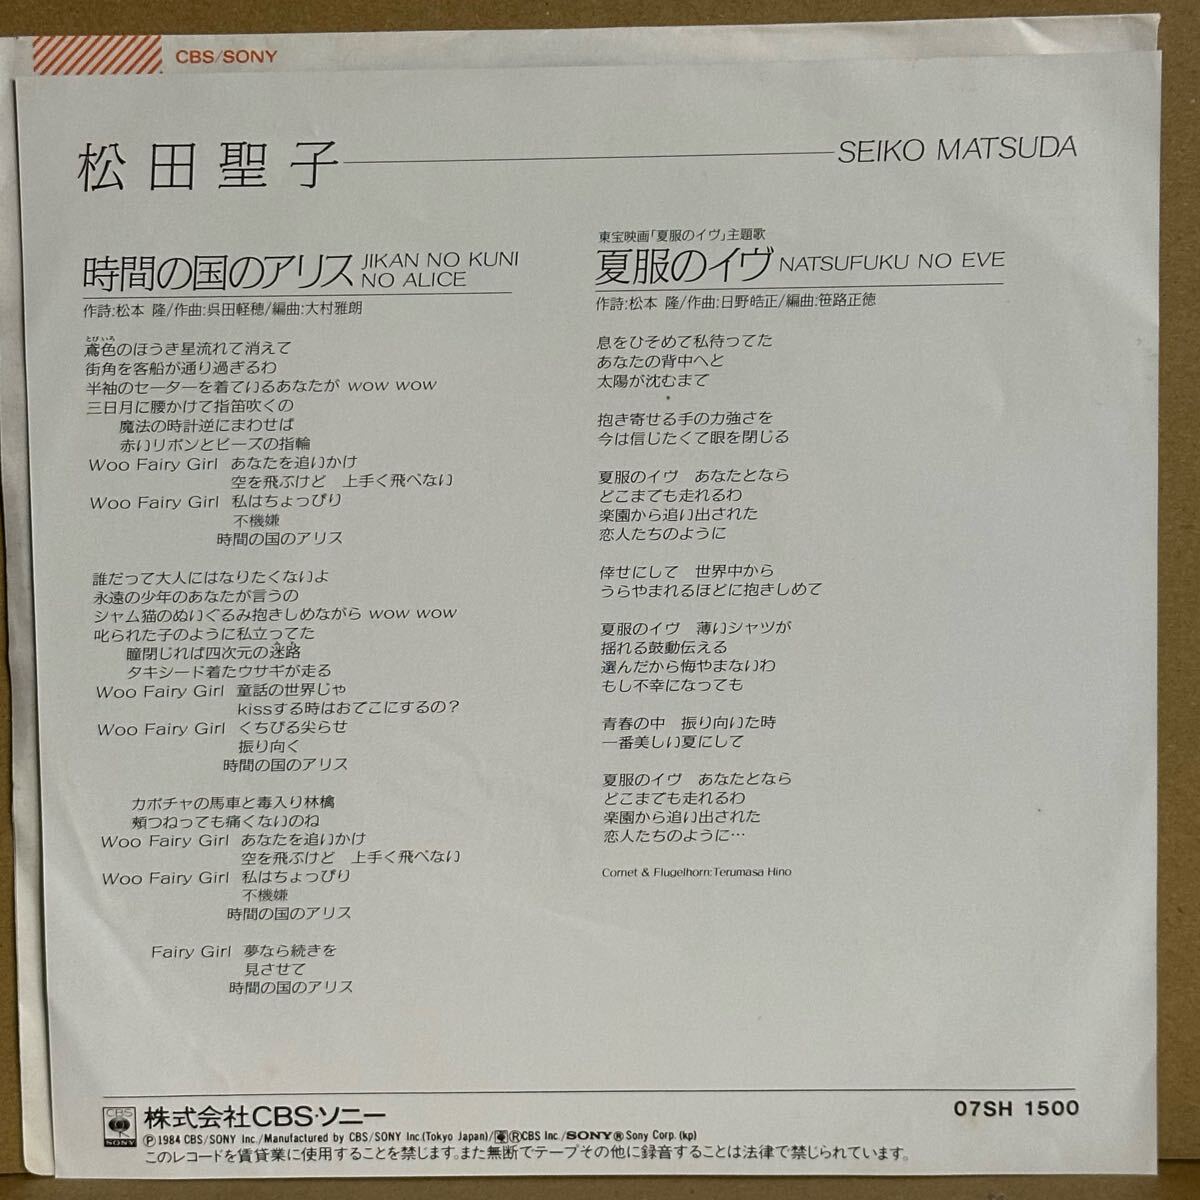 CBS/SONY
松田聖子
SEIKO MATSUDA
時間の国のアリス
JIKAN NO KUNI
NO ALICE
作詩:松本 隆/作曲:呉田軽穂/編曲:大村雅朗
とびいろ
鳶色のほうき星流れて消えて
街角を客船が通り過ぎるわ
半袖のセーターを着ているあなたが wow wow
三日月に腰かけて指笛吹くの
魔法の時計逆にまわせば
赤いリボンとビーズの指輪
Woo Fairy Girl あなたを追いかけ
空を飛ぶけど 上手く飛べない
Woo Fairy Girl 私はちょっぴり
不機嫌
時間の国のアリス
誰だって大人にはなりたくないよ
永遠の少年のあなたが言うの
シャム猫のぬいぐるみ抱きしめながら wow wow
叱られた子のように私立ってた
瞳閉じれば四次元の迷路
タキシード着たウサギが走る
Woo Fairy Girl 童話の世界じゃ
kissする時はおでこにするの?
Woo Fairy Girl くちびる尖らせ
振り向く
時間の国のアリス
カボチャの馬車と毒入り林檎
頬つねっても痛くないのね
Woo Fairy Girl あなたを追いかけ
空を飛ぶけど 上手く飛べない
Woo Fairy Girl 私はちょっぴり
不機嫌
時間の国のアリス
Fairy Girl 夢なら続きを
見させて
時間の国のアリス
東宝映画「夏服のイヴ」主題歌
夏服のイヴ NATSUFUKU NO EVE
作詩:松本 隆/作曲:日野皓正/編曲:笹路正徳
息をひそめて私待ってた
あなたの背中へと
太陽が沈むまで
抱き寄せる手の力強さを
今は信じたくて眼を閉じる
夏服のイヴ あなたとなら
どこまでも走れるわ
楽園から追い出された
恋人たちのように
倖せにして 世界中から
うらやまれるほどに抱きしめて
夏服のイヴ 薄いシャツが
揺れる鼓動伝える
選んだから悔やまないわ
もし不幸になっても
青春の中 振り向いた時
一番美しい夏にして
夏服のイヴ あなたとなら
どこまでも走れるわ
楽園から追い出された
恋人たちのように…
Cornet & Flugelhorn:Terumasa Hino
CBS
SONY
株式会社CBS・ソニー
07SH 1500
Ⓟ1984 CBS/SONY Inc./Manufactured by CBS/SONY Inc.(Tokyo Japan)/®CBS Inc./SONY®Sony Corp.(kp)
このレコードを賃貸業に使用することを禁じます。また無断でテープその他に録音することは法律で禁じられています。